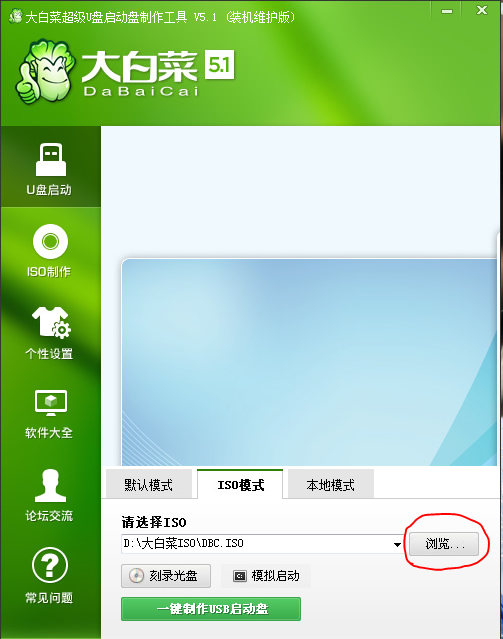 大白菜超级U盘启动盘制作工具 V5.1 (装机维护版)
大白菜 5.1
DaBaiCai
U盘启动
ISO制作
个性设置
软件大全
论坛交流
常见问题
默认模式 ISO模式 本地模式
请选择ISO
D:\大白菜ISO\DBC.ISO 浏览...
刻录光盘 模拟启动
一键制作USB启动盘